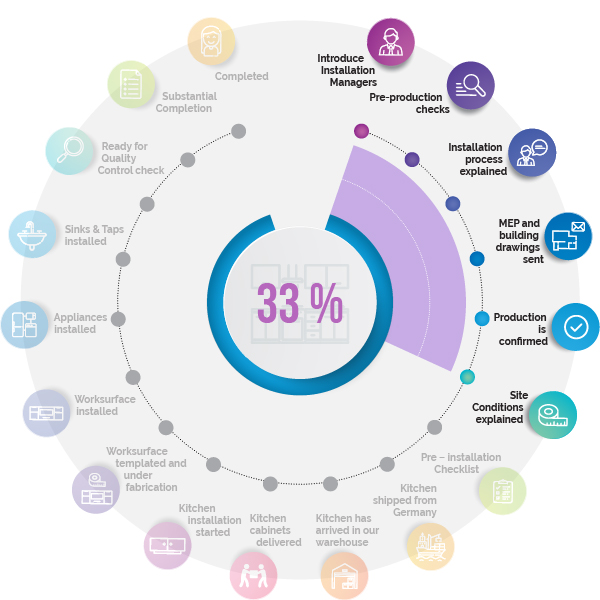 Introduce
Installation
Managers
Pre-production
checks
Installation
process
explained
MEP and
building
drawings
sent
Production
is
confirmed
Site
Conditions
explained
Pre – installation
Checklist
Kitchen
shipped from
Germany
Kitchen has
arrived in our
warehouse
Kitchen
cabinets
delivered
Kitchen
installation
started
Worksurface
templated and
under
fabrication
Worksurface
installed
Appliances
installed
Sinks & Taps
installed
Ready for
Quality
Control check
Substantial
Completion
Completed
33 %